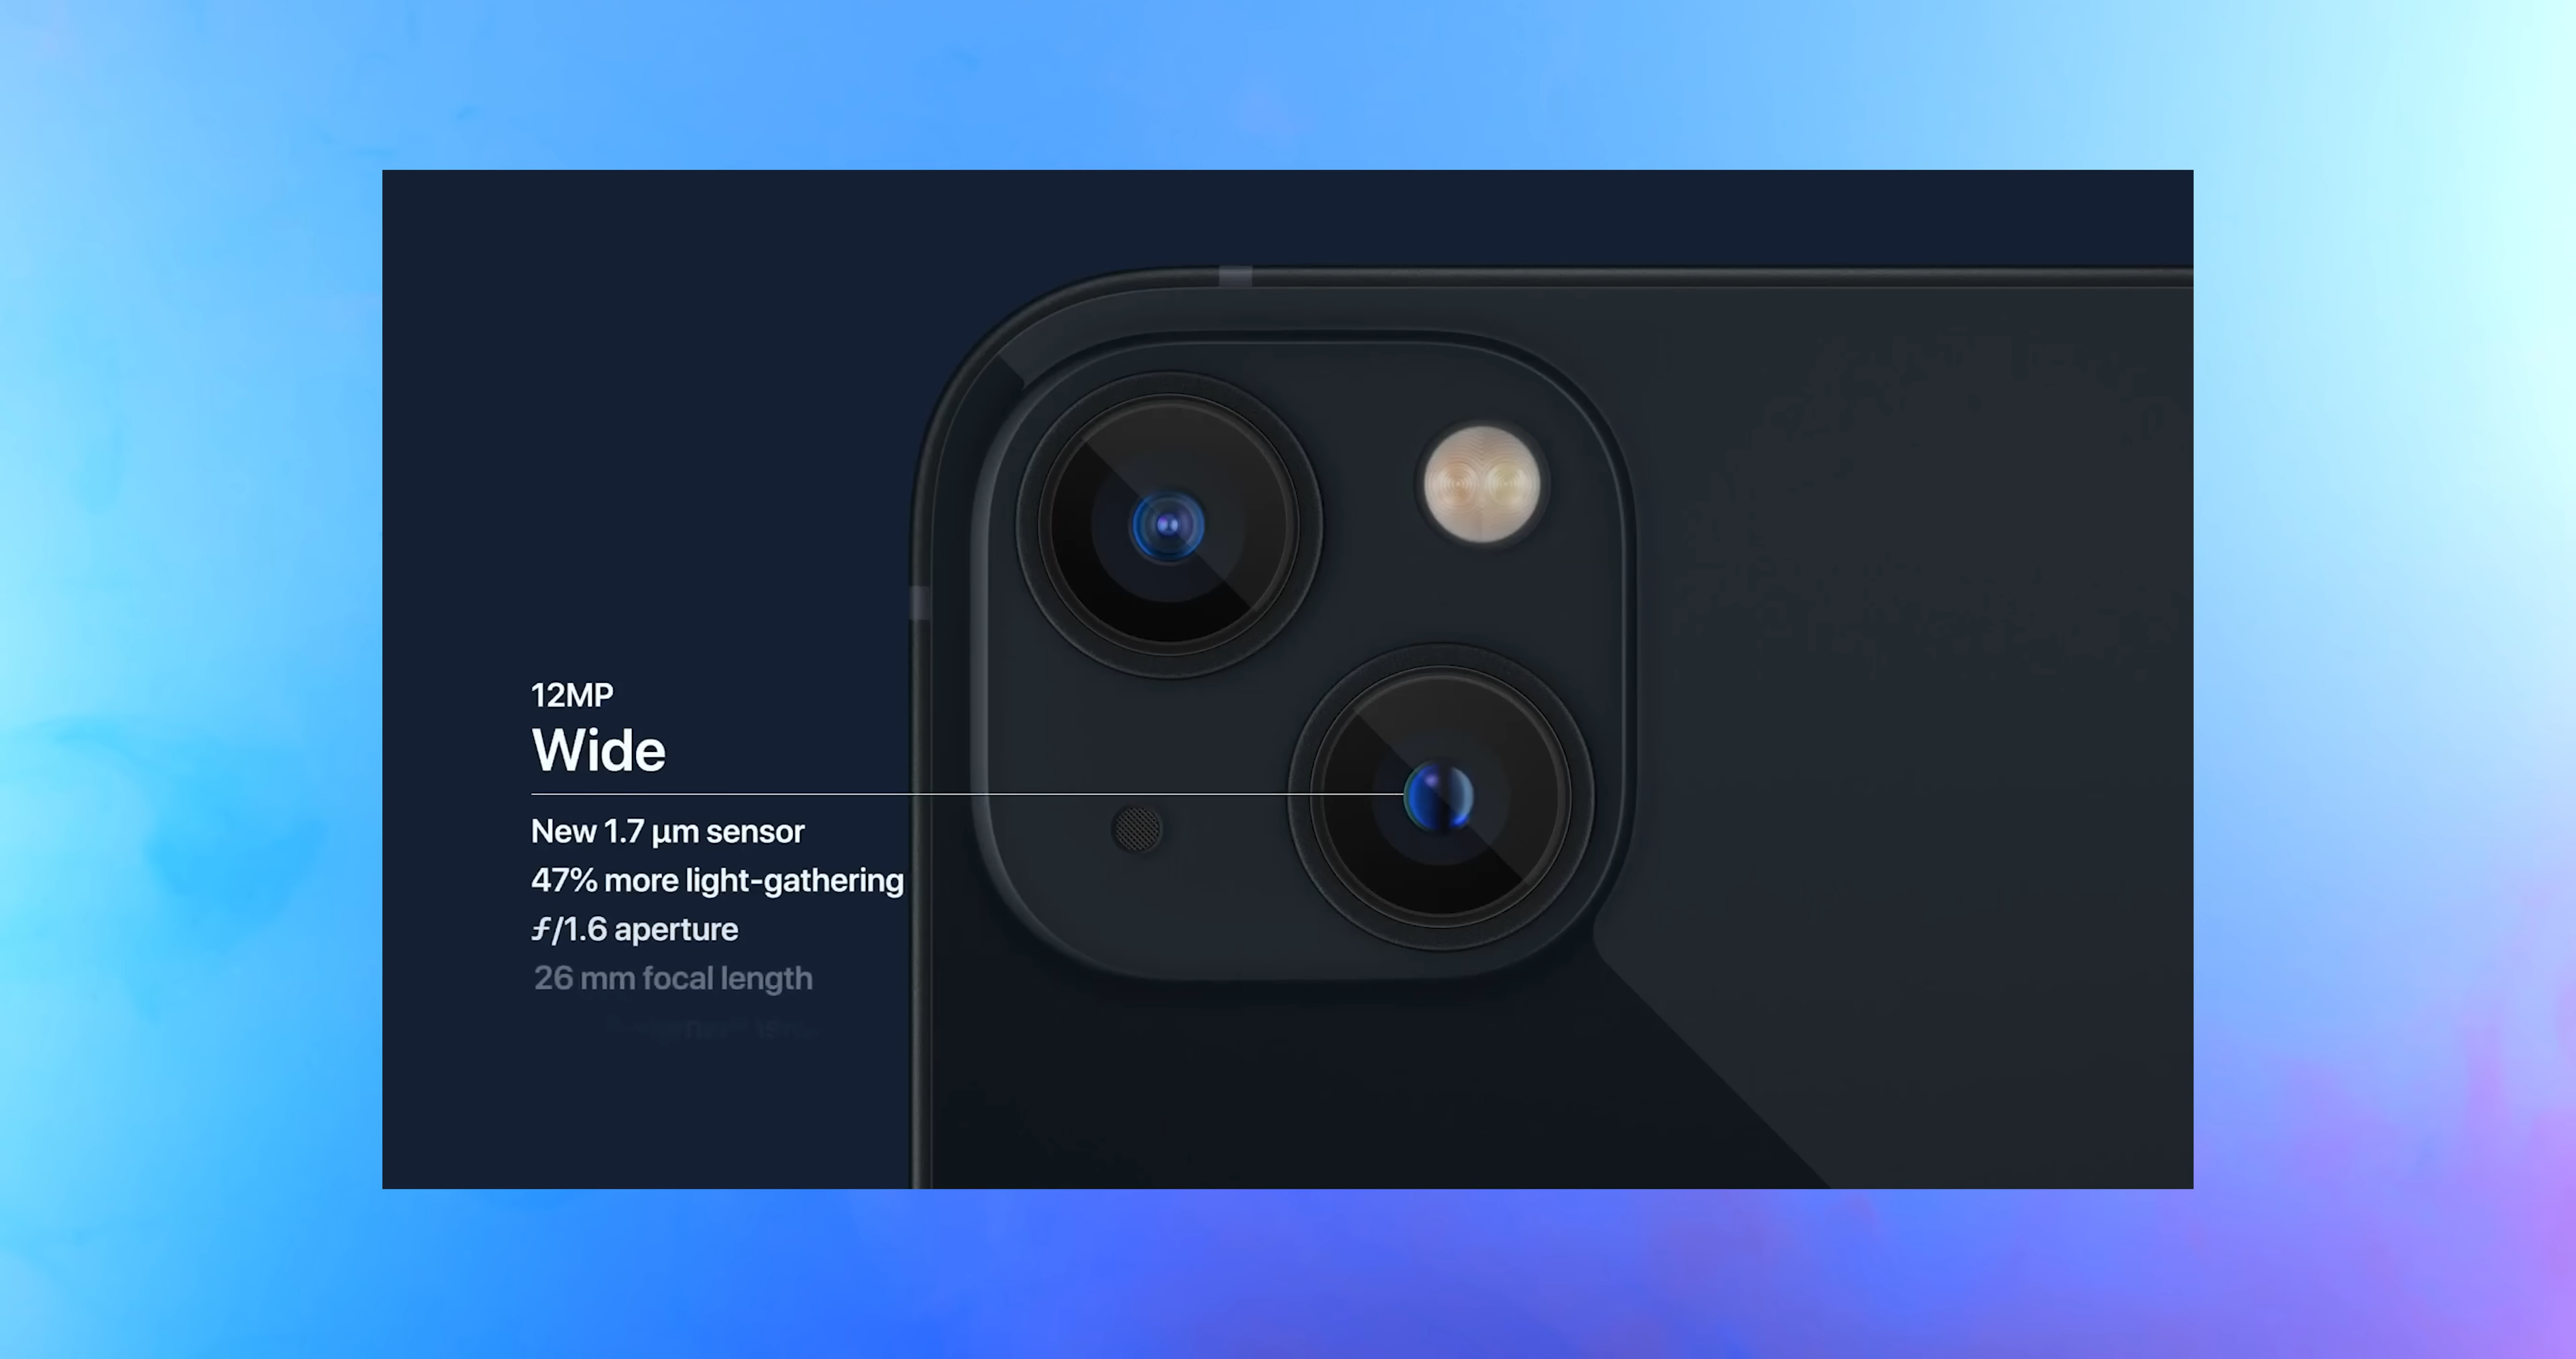 12MP
Wide
New 1.7 µm sensor
47% more light-gathering
ƒ/1.6 aperture
26 mm focal length